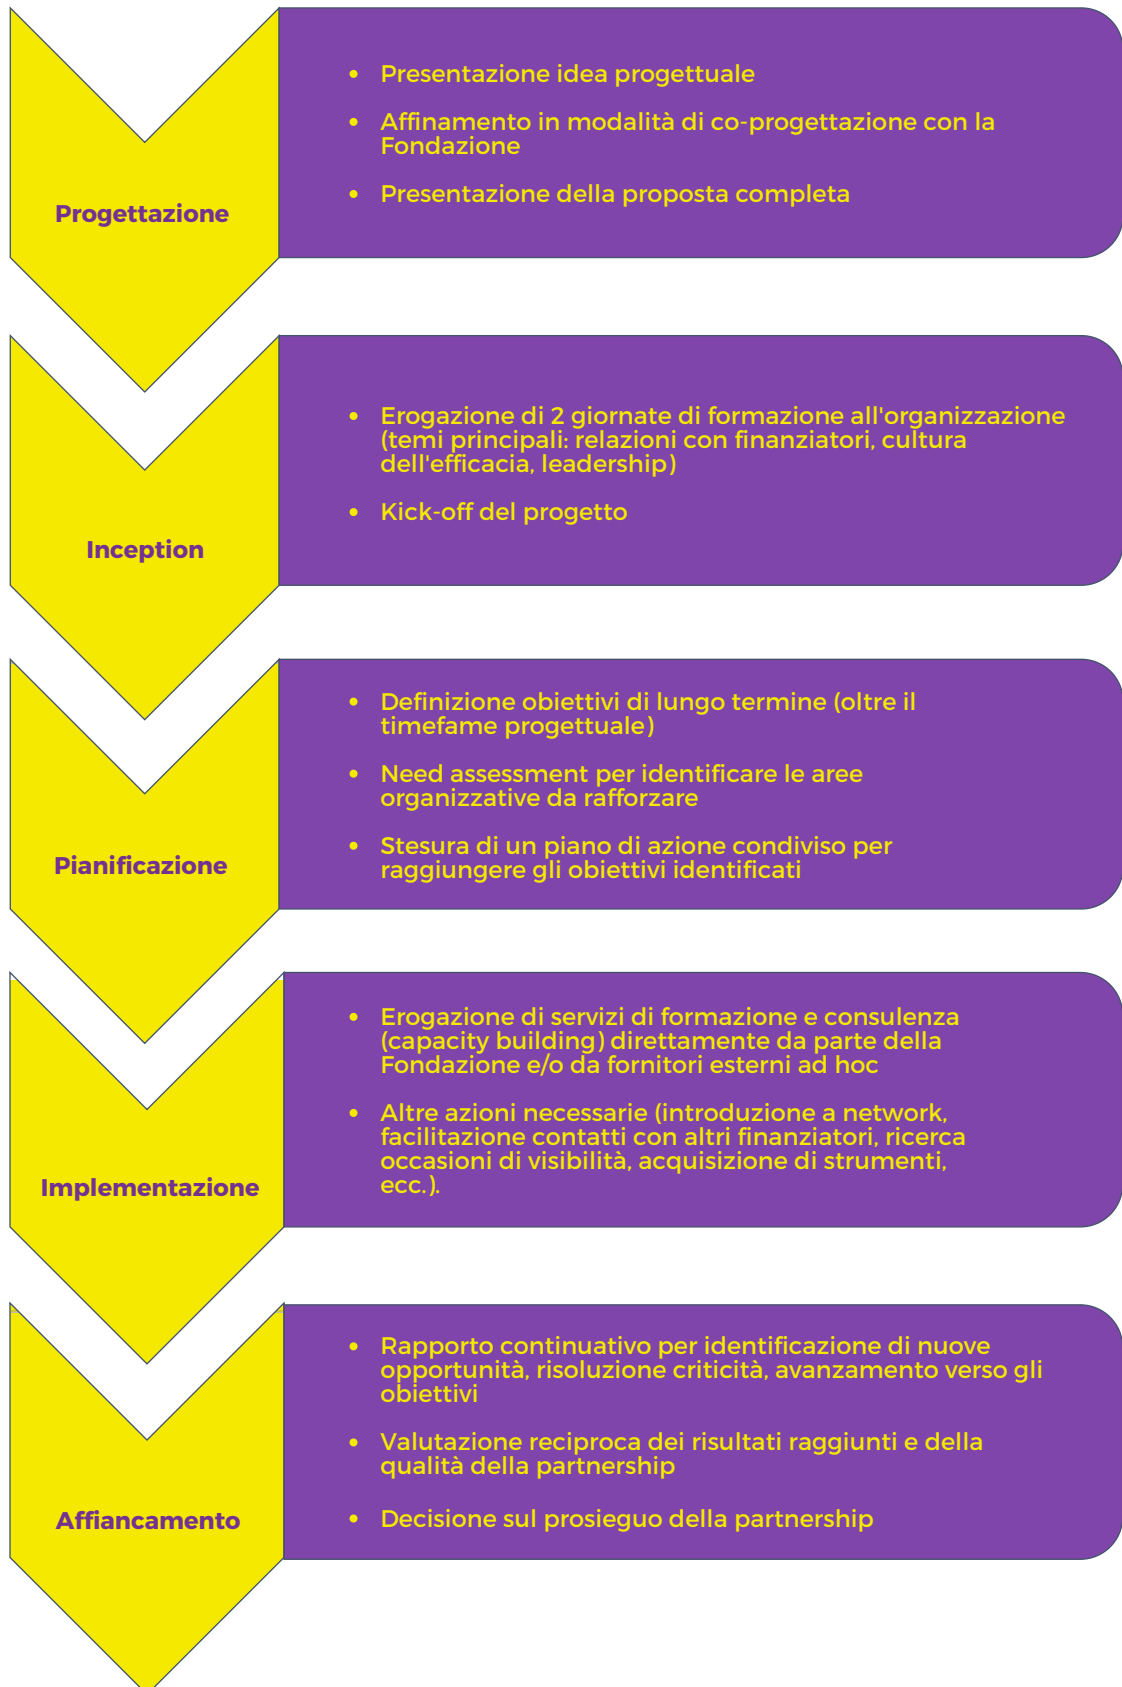 Progettazione
• Presentazione idea progettuale
• Affinamento in modalità di co-progettazione con la
Fondazione
• Presentazione della proposta completa
Inception
• Erogazione di 2 giornate di formazione all'organizzazione
(temi principali: relazioni con finanziatori, cultura
dell'efficacia, leadership)
• Kick-off del progetto
Pianificazione
• Definizione obiettivi di lungo termine (oltre il
timefame progettuale)
• Need assessment per identificare le aree
organizzative da rafforzare
• Stesura di un piano di azione condiviso per
raggiungere gli obiettivi identificati
Implementazione
• Erogazione di servizi di formazione e consulenza
(capacity building) direttamente da parte della
Fondazione e/o da fornitori esterni ad hoc
• Altre azioni necessarie (introduzione a network,
facilitazione contatti con altri finanziatori, ricerca
occasioni di visibilità, acquisizione di strumenti,
ecc.).
Affiancamento
• Rapporto continuativo per identificazione di nuove
opportunità, risoluzione criticità, avanzamento verso gli
obiettivi
• Valutazione reciproca dei risultati raggiunti e della
qualità della partnership
• Decisione sul prosieguo della partnership